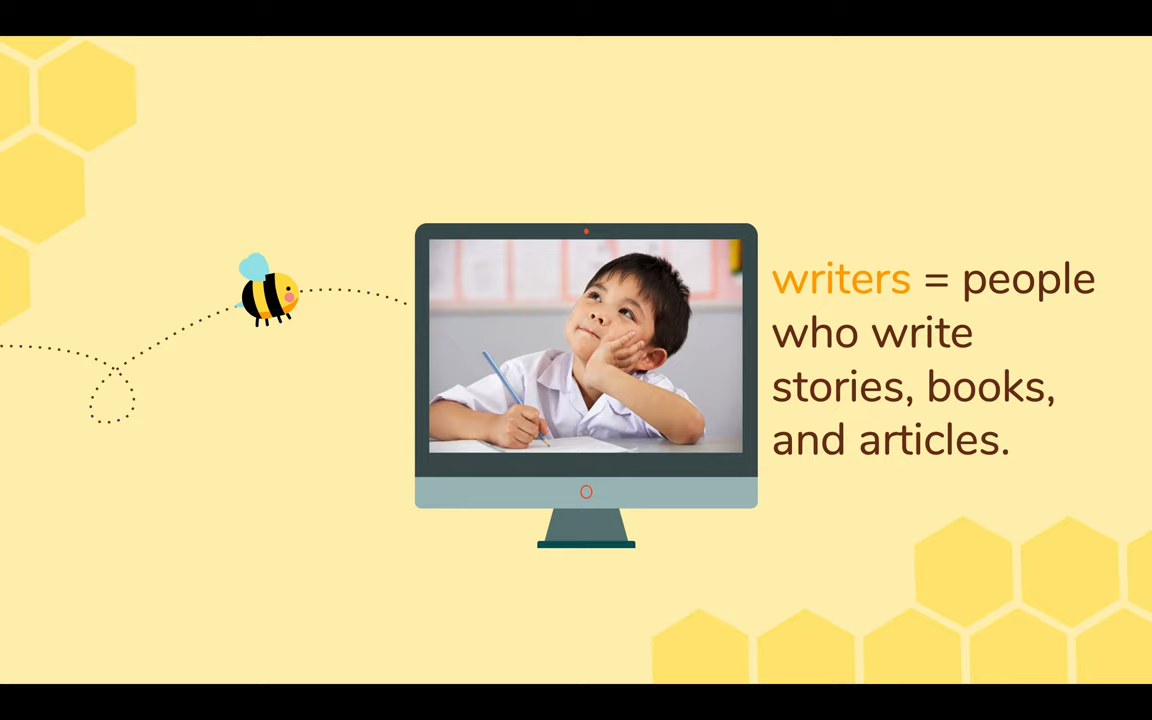 writers = people
who write
stories, books,
and articles.